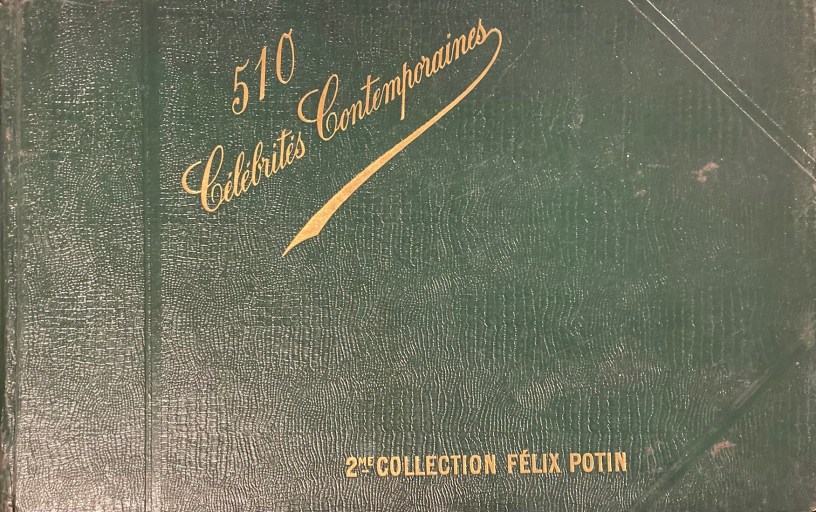 510
Célébrités Contemporaines
2ME COLLECTION FÉLIX POTIN